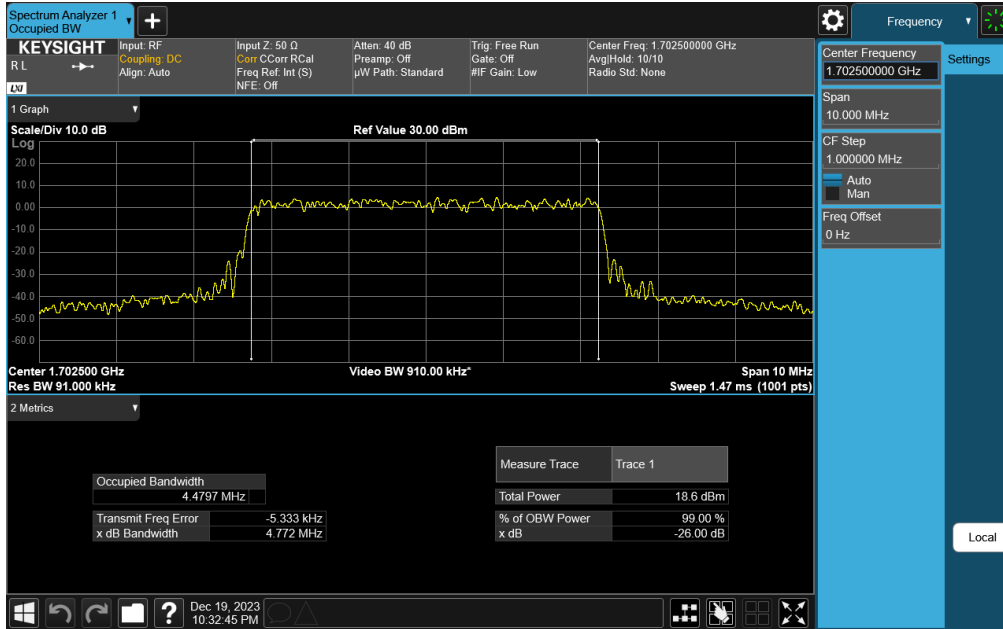 Spectrum Analyzer 1
Occupied BW
Frequency
KEYSIGHT
R L
LXI
Input: RF
Coupling: DC
Align: Auto
Input Z: 50 Ω
Corr CCorr RCal
Freq Ref: Int (S)
NFE: Off
Atten: 40 dB
Preamp: Off
µW Path: Standard
Trig: Free Run
Gate: Off
#IF Gain: Low
Center Freq: 1.702500000 GHz
Avg|Hold: 10/10
Radio Std: None
Center Frequency
1.702500000 GHz
Settings
Span
10.000 MHz
CF Step
1.000000 MHz
Auto
Man
Freq Offset
0 Hz
Local
1 Graph
Scale/Div 10.0 dB
Ref Value 30.00 dBm
Log
20.0
10.0
0.00
-10.0
-20.0
-30.0
-40.0
-50.0
-60.0
Center 1.702500 GHz
Video BW 910.00 kHz*
Span 10 MHz
Res BW 91.000 kHz
Sweep 1.47 ms (1001 pts)
2 Metrics
Occupied Bandwidth
4.4797 MHz
Transmit Freq Error -5.333 kHz
x dB Bandwidth 4.772 MHz
Measure Trace Trace 1
Total Power 18.6 dBm
% of OBW Power 99.00 %
x dB -26.00 dB
?
Dec 19, 2023
10:32:45 PM